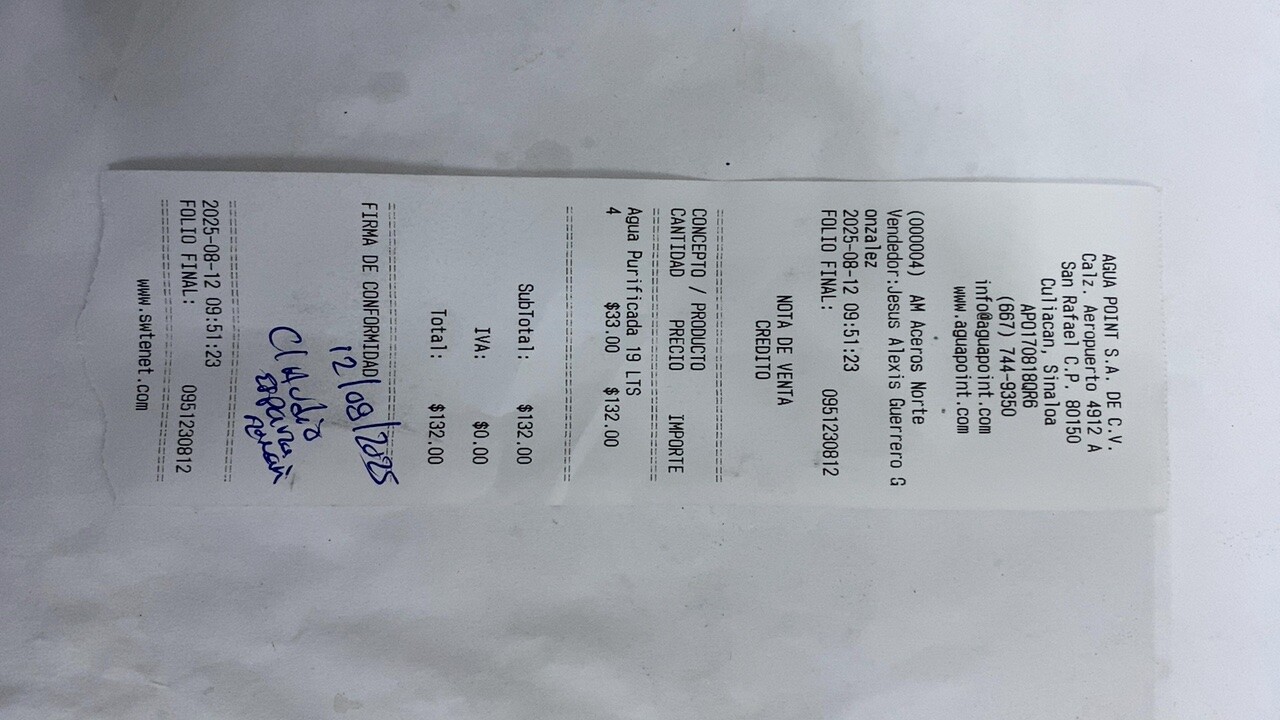 AGUA POINT S.A. DE C.V.
Calz. Aeropuerto 4912 A
San Rafael C.P. 80150
Culiacan, Sinaloa
APO170818QR6
(667) 744-9350
info@aguapoint.com
www.aguapoint.com
(000004) AM Aceros Norte
Vendedor:Jesus Alexis Guerrero G
onzalez
2025-08-12 09:51:23
FOLIO FINAL: 0951230812
NOTA DE VENTA
CREDITO
CONCEPTO / PRODUCTO
CANTIDAD PRECIO IMPORTE
Agua Purificada 19 LTS
4 $33.00 $132.00
SubTotal: $132.00
IVA: $0.00
Total: $132.00
FIRMA DE CONFORMIDAD
12/08/2025
Claudia
2025-08-12 09:51:23
FOLIO FINAL: 0951230812
www.swtenet.com